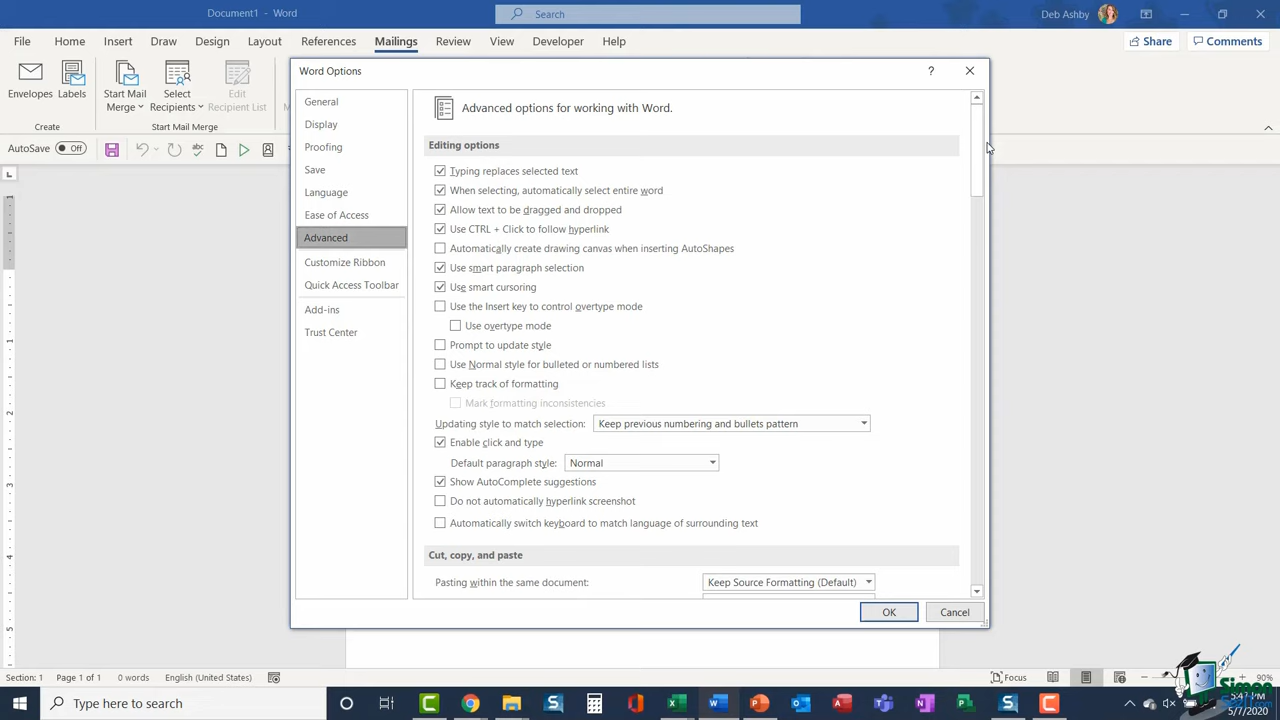 Document1 - Word
Search
Deb Ashby
File Home Insert Draw Design Layout References Mailings Review View Developer Help
Share
Comments
Envelopes
Labels
Start Mail Merge
Select Recipients
Edit Recipient List
Create
Start Mail Merge
AutoSave Off
Word Options
General
Display
Proofing
Save
Language
Ease of Access
Advanced
Customize Ribbon
Quick Access Toolbar
Add-ins
Trust Center
Advanced options for working with Word.
Editing options
Typing replaces selected text
When selecting, automatically select entire word
Allow text to be dragged and dropped
Use CTRL + Click to follow hyperlink
Automatically create drawing canvas when inserting AutoShapes
Use smart paragraph selection
Use smart cursoring
Use the Insert key to control overtype mode
Use overtype mode
Prompt to update style
Use Normal style for bulleted or numbered lists
Keep track of formatting
Mark formatting inconsistencies
Updating style to match selection: Keep previous numbering and bullets pattern
Enable click and type
Default paragraph style: Normal
Show AutoComplete suggestions
Do not automatically hyperlink screenshot
Automatically switch keyboard to match language of surrounding text
Cut, copy, and paste
Pasting within the same document: Keep Source Formatting (Default)
OK Cancel
Section: 1 Page 1 of 1 0 words English (United States)
Focus
90%
Type here to search
5:47 PM
5/7/2020